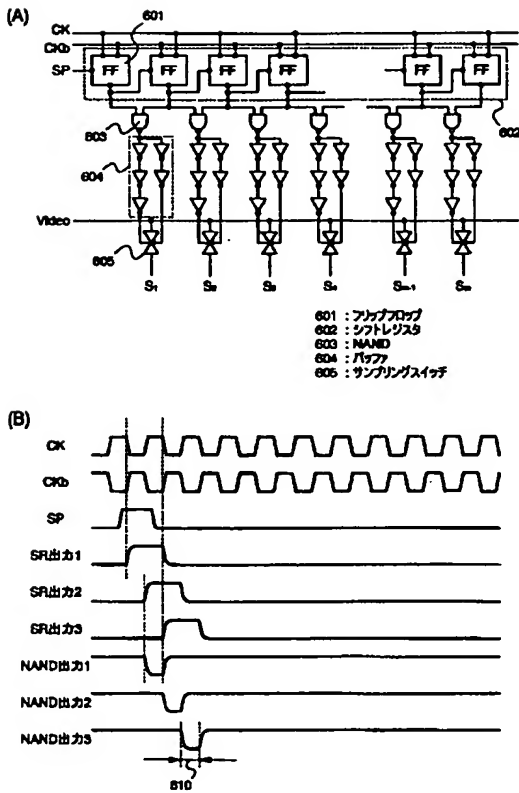 (A)
601
CK
CKb
SP
FF FF FF FF FF FF
603
602
604
Video
605
S₁ S₂ S₃ S₄ Sₘ₋₁ Sₘ
601 : フリップフロップ
602 : シフトレジスタ
603 : NAND
604 : バッファ
605 : サンプリングスイッチ
(B)
CK
CKb
SP
SR出力1
SR出力2
SR出力3
NAND出力1
NAND出力2
NAND出力3
610